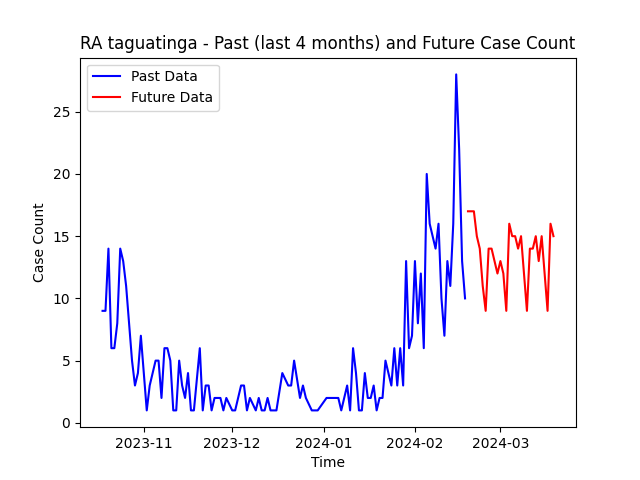 RA taguatinga - Past (last 4 months) and Future Case Count
Past Data
Future Data
Case Count
25
20
15
10
5
0
2023-11
2023-12
2024-01
2024-02
2024-03
Time